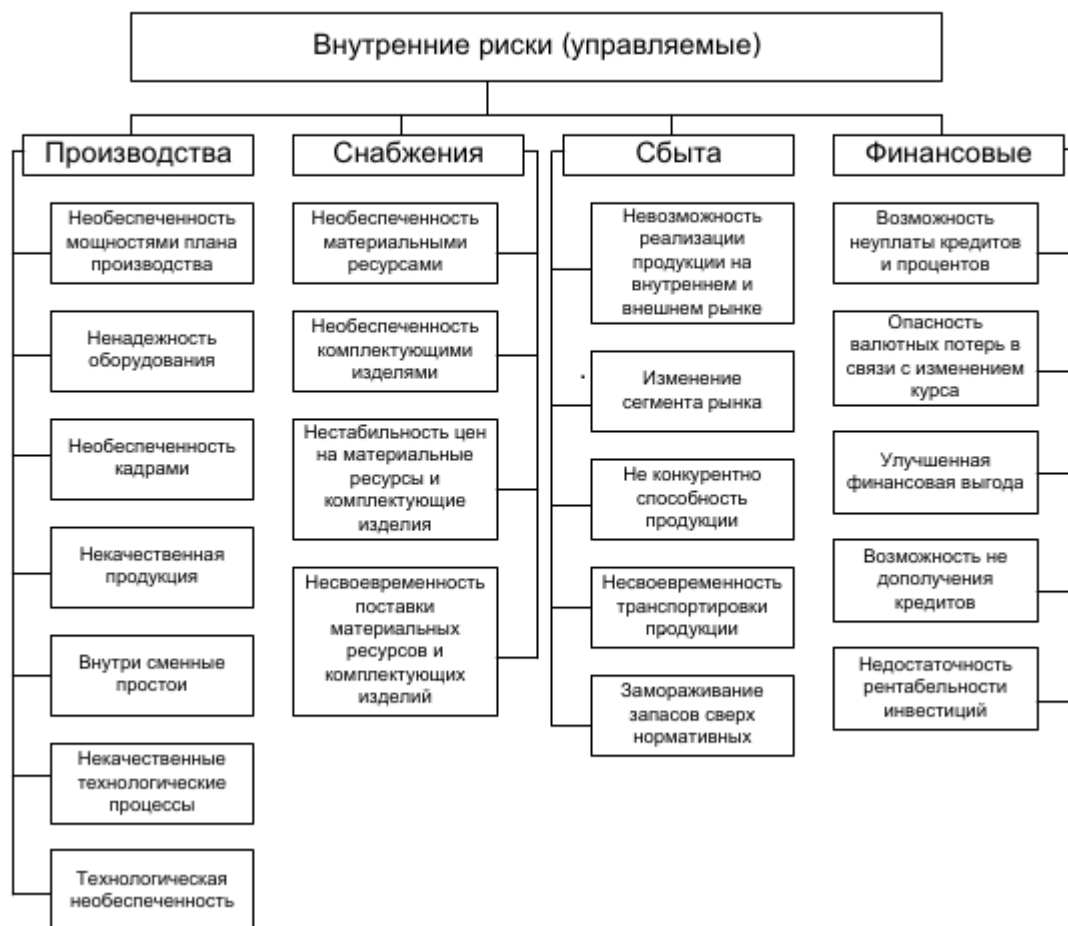 Внутренние риски (управляемые)
Производства
Необеспеченность
мощностями плана
производства
Ненадежность
оборудования
Необеспеченность
кадрами
Некачественная
продукция
Внутри сменные
простои
Некачественные
технологические
процессы
Технологическая
необеспеченность
Снабжения
Необеспеченность
материальными
ресурсами
Необеспеченность
комплектующими
изделями
Нестабильность цен
на материальные
ресурсы и
комплектующие
изделия
Несвоевременность
поставки
материальных
ресурсов и
комплектующих
изделий
Сбыта
Невозможность
реализации
продукции на
внутреннем и
внешнем рынке
Изменение
сегмента рынка
Не конкурентно
способность
продукции
Несвоевременность
транспортировки
продукции
Замораживание
запасов сверх
нормативных
Финансовые
Возможность
неуплаты кредитов
и процентов
Опасность
валютных потерь в
связи с изменением
курса
Улучшенная
финансовая выгода
Возможность не
дополучения
кредитов
Недостаточность
рентабельности
инвестиций